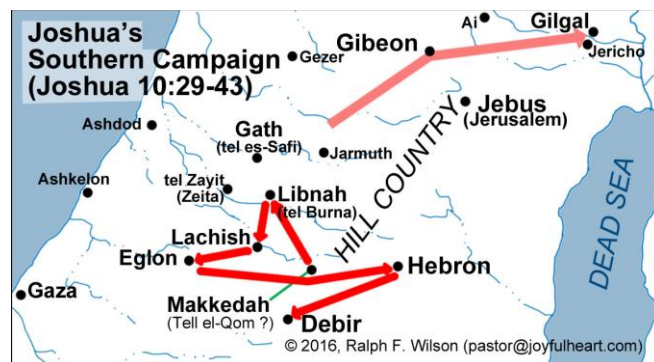 Joshua's
Southern Campaign
(Joshua 10:29-43)
Ai
Gilgal
Gibeon
Jericho
Gezer
Jebus
(Jerusalem)
Ashdod
Gath
(tel es-Safi)
Jarmuth
HILL COUNTRY
Ashkelon
tel Zayit
(Zeita)
Libnah
(tel Burna)
DEAD SEA
Lachish
Eglon
Hebron
Gaza
Makkedah
(Tell el-Qom ?)
Debir
© 2016, Ralph F. Wilson (pastor@joyfulheart.com)